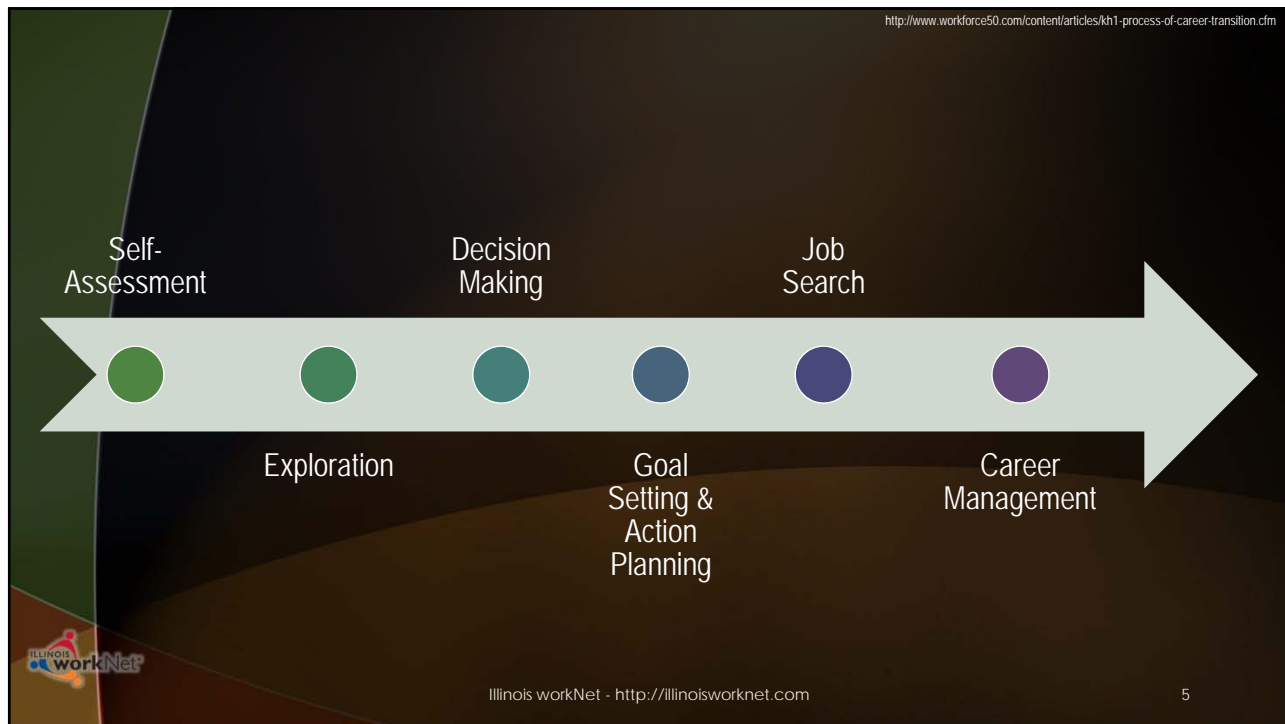 http://www.workforce50.com/content/articles/kh1-process-of-career-transition.cfm
Self-
Assessment
Exploration
Decision
Making
Goal
Setting &
Action
Planning
Job
Search
Career
Management
ILLINOIS
workNet®
Illinois workNet - http://illinoisworknet.com
5